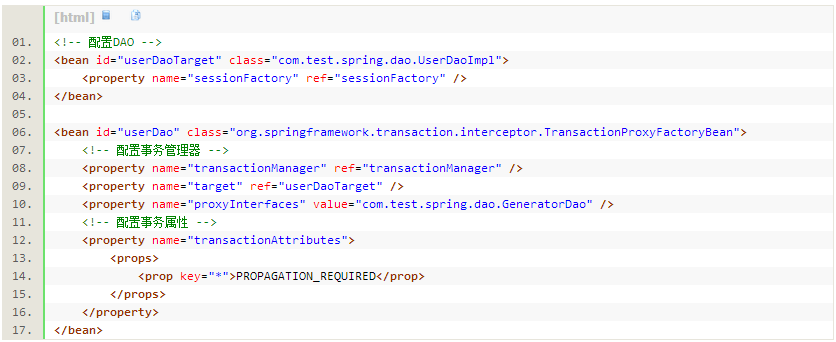 [html]
01. <!-- 配置DAO -->
02. <bean id="userDaoTarget" class="com.test.spring.dao.UserDaoImpl">
03.     <property name="sessionFactory" ref="sessionFactory" />
04. </bean>
05.
06. <bean id="userDao" class="org.springframework.transaction.interceptor.TransactionProxyFactoryBean">
07.     <!-- 配置事务管理器 -->
08.     <property name="transactionManager" ref="transactionManager" />
09.     <property name="target" ref="userDaoTarget" />
10.     <property name="proxyInterfaces" value="com.test.spring.dao.GeneratorDao" />
11.     <!-- 配置事务属性 -->
12.     <property name="transactionAttributes">
13.         <props>
14.             <prop key="*">PROPAGATION_REQUIRED</prop>
15.         </props>
16.     </property>
17. </bean>